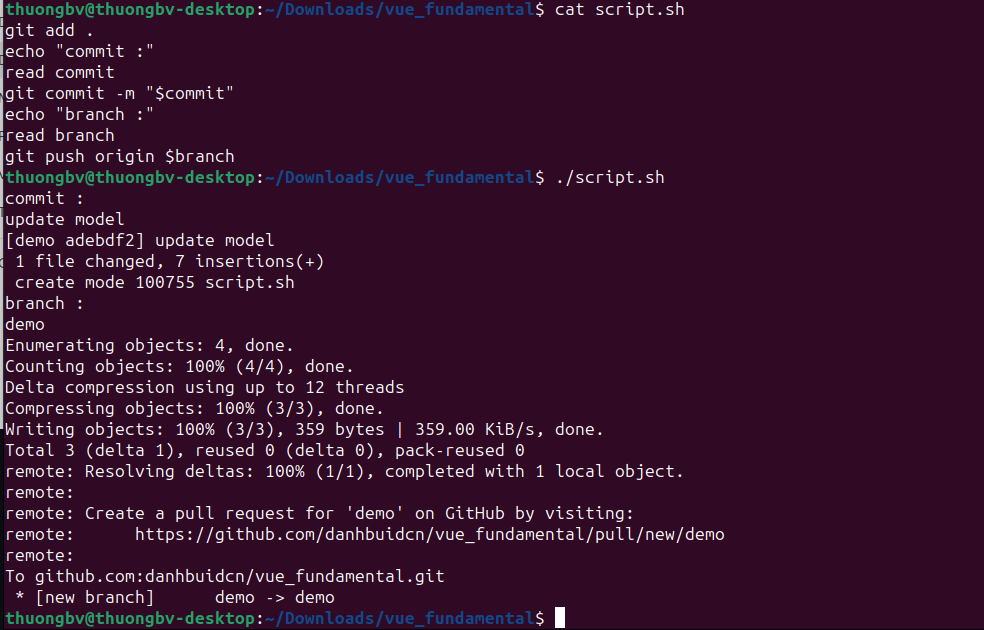 thuongbv@thuongbv-desktop:~/Downloads/vue_fundamental$ cat script.sh
git add .
echo "commit :"
read commit
git commit -m "$commit"
echo "branch :"
read branch
git push origin $branch
thuongbv@thuongbv-desktop:~/Downloads/vue_fundamental$ ./script.sh
commit :
update model
[demo adebdf2] update model
 1 file changed, 7 insertions(+)
 create mode 100755 script.sh
branch :
demo
Enumerating objects: 4, done.
Counting objects: 100% (4/4), done.
Delta compression using up to 12 threads
Compressing objects: 100% (3/3), done.
Writing objects: 100% (3/3), 359 bytes | 359.00 KiB/s, done.
Total 3 (delta 1), reused 0 (delta 0), pack-reused 0
remote: Resolving deltas: 100% (1/1), completed with 1 local object.
remote:
remote: Create a pull request for 'demo' on GitHub by visiting:
remote:      https://github.com/danhbuidcn/vue_fundamental/pull/new/demo
remote:
To github.com:danhbuidcn/vue_fundamental.git
 * [new branch]      demo -> demo
thuongbv@thuongbv-desktop:~/Downloads/vue_fundamental$